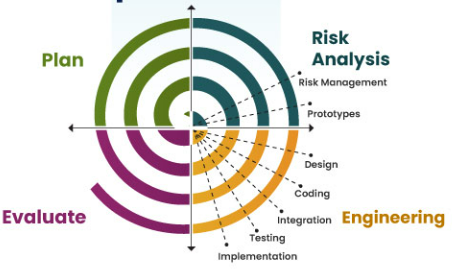 Plan
Risk
Analysis
Risk Management
Prototypes
Design
Coding
Integration
Testing
Implementation
Engineering
Evaluate